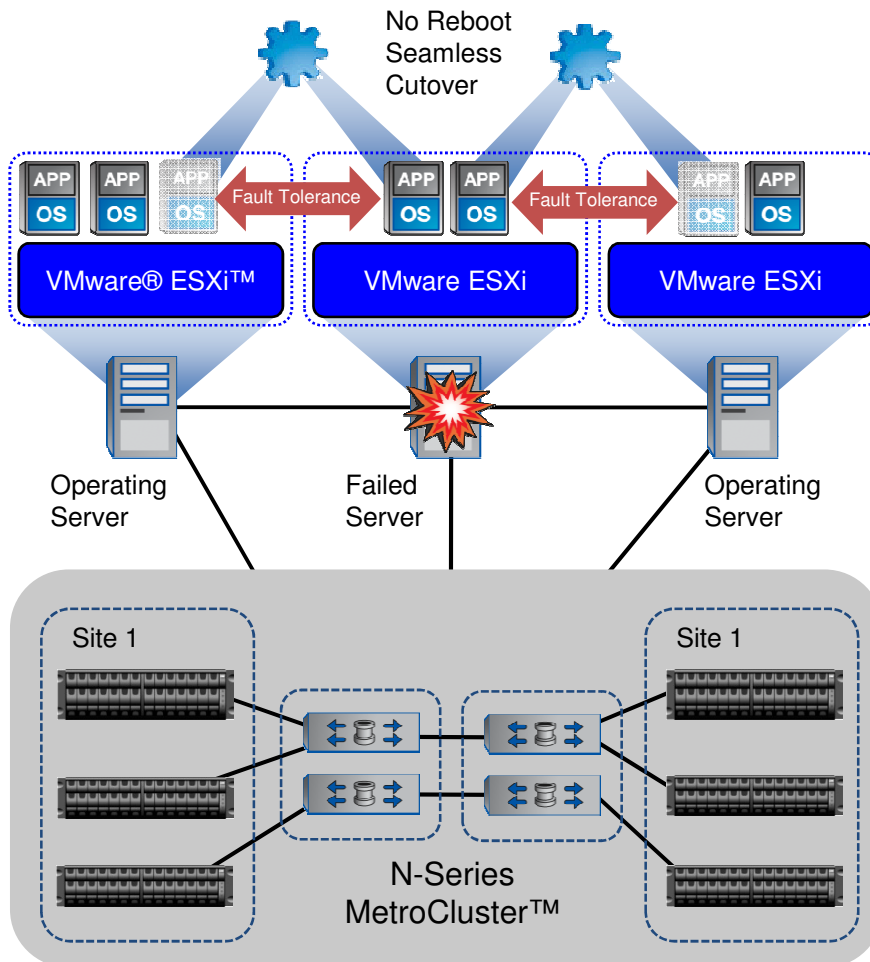 No Reboot
Seamless
Cutover
APP
OS
APP
OS
APP
OS
Fault Tolerance
APP
OS
APP
OS
Fault Tolerance
APP
OS
APP
OS
VMware® ESXi™
VMware ESXi
VMware ESXi
Operating
Server
Failed
Server
Operating
Server
Site 1
Site 1
N-Series
MetroCluster™